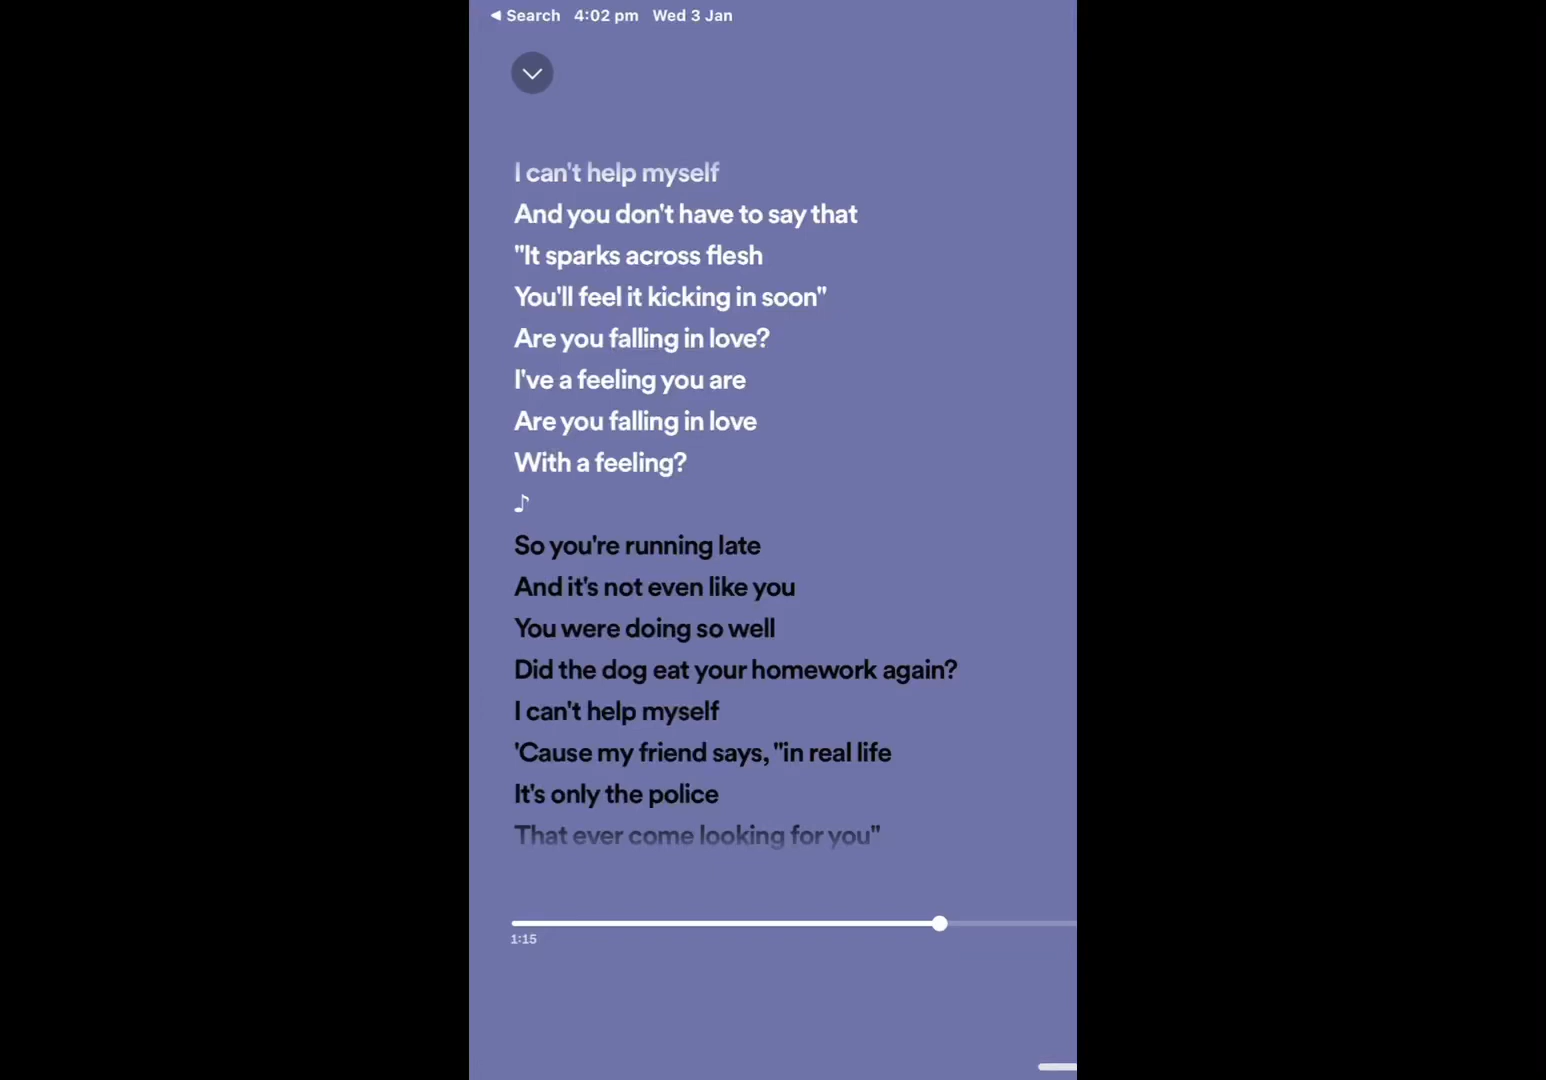 ◀ Search 4:02 pm Wed 3 Jan
I can't help myself
And you don't have to say that
"It sparks across flesh
You'll feel it kicking in soon"
Are you falling in love?
I've a feeling you are
Are you falling in love
With a feeling?
♪
So you're running late
And it's not even like you
You were doing so well
Did the dog eat your homework again?
I can't help myself
'Cause my friend says, "in real life
It's only the police
That ever come looking for you"
1:15